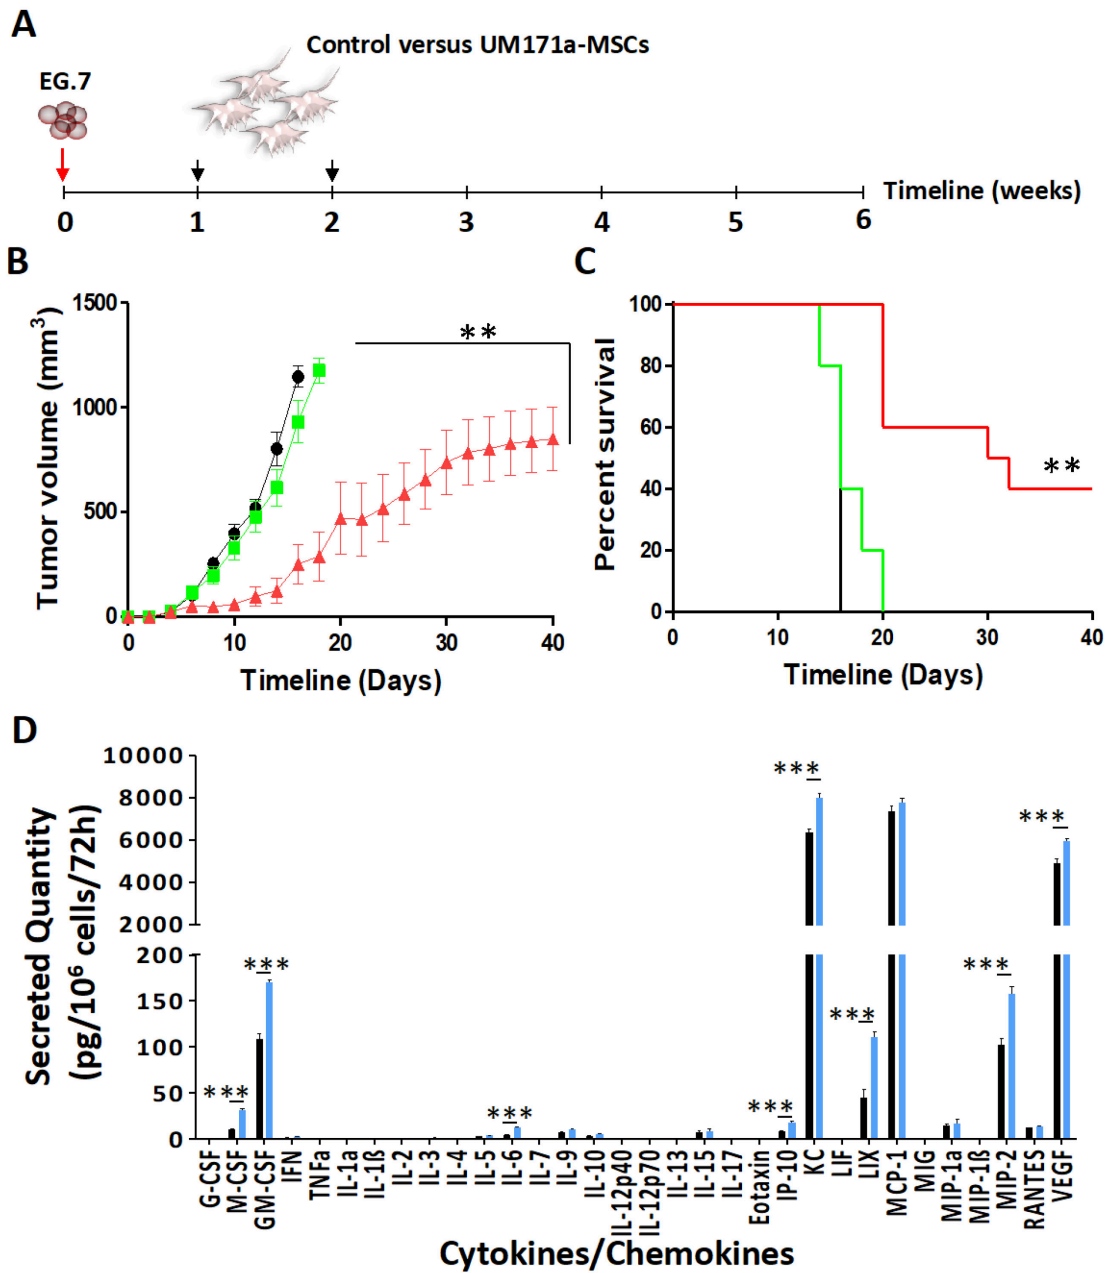 A
Control versus UM171a-MSCs
EG.7
Timeline (weeks)
0 1 2 3 4 5 6
B
Tumor volume (mm³)
1500
1000
500
0
**
0 10 20 30 40
Timeline (Days)
C
Percent survival
100
80
60
40
20
0
**
0 10 20 30 40
Timeline (Days)
D
Secreted Quantity
(pg/10⁶ cells/72h)
10000
8000
6000
4000
2000
200
150
100
50
0
***
***
***
***
***
***
***
***
G-CSF
M-CSF
GM-CSF
IFN
TNFa
IL-1a
IL-1ß
IL-2
IL-3
IL-4
IL-5
IL-6
IL-7
IL-9
IL-10
IL-12p40
IL-12p70
IL-13
IL-15
IL-17
Eotaxin
IP-10
KC
LIF
LIX
MCP-1
MIG
MIP-1a
MIP-1ß
MIP-2
RANTES
VEGF
Cytokines/Chemokines